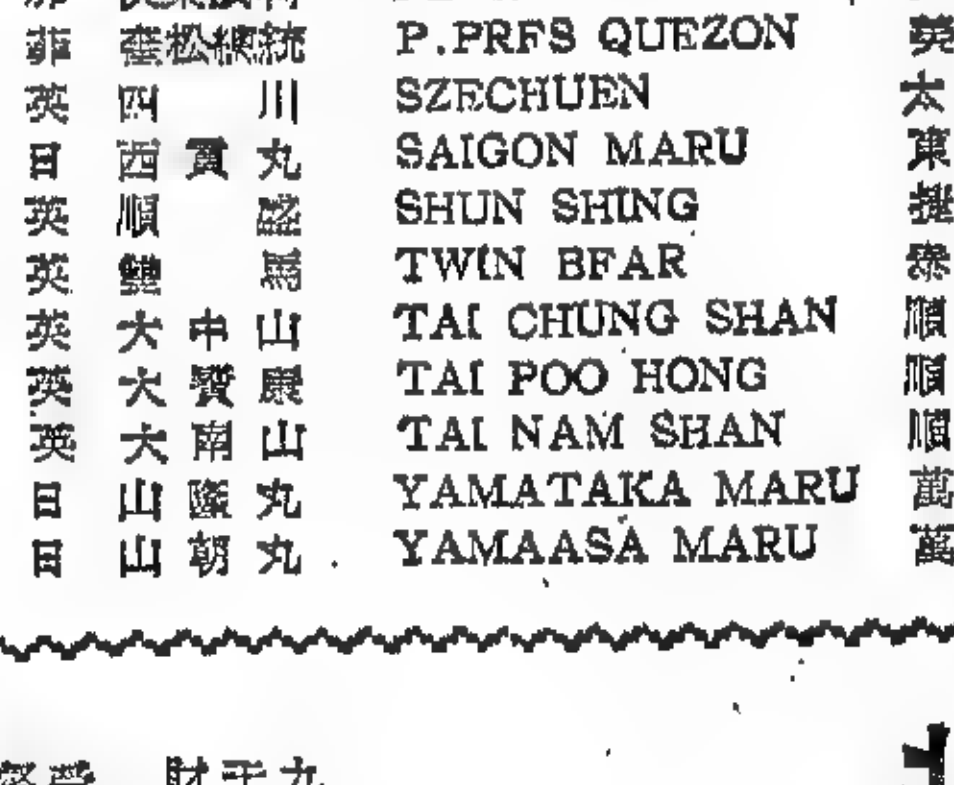 菲 奎松總統 P.PRFS QUEZON
英 四川 SZECHUEN 太
日 西貢丸 SAIGON MARU 東
英 順盛 SHUN SHING
英 雙馬 TWIN BFAR 泰
英 大中山 TAI CHUNG SHAN 順
英 大寶康 TAI POO HONG 順
英 大南山 TAI NAM SHAN 順
日 山隆丸 YAMATAKA MARU 萬
日 山朝丸 YAMAASA MARU 萬